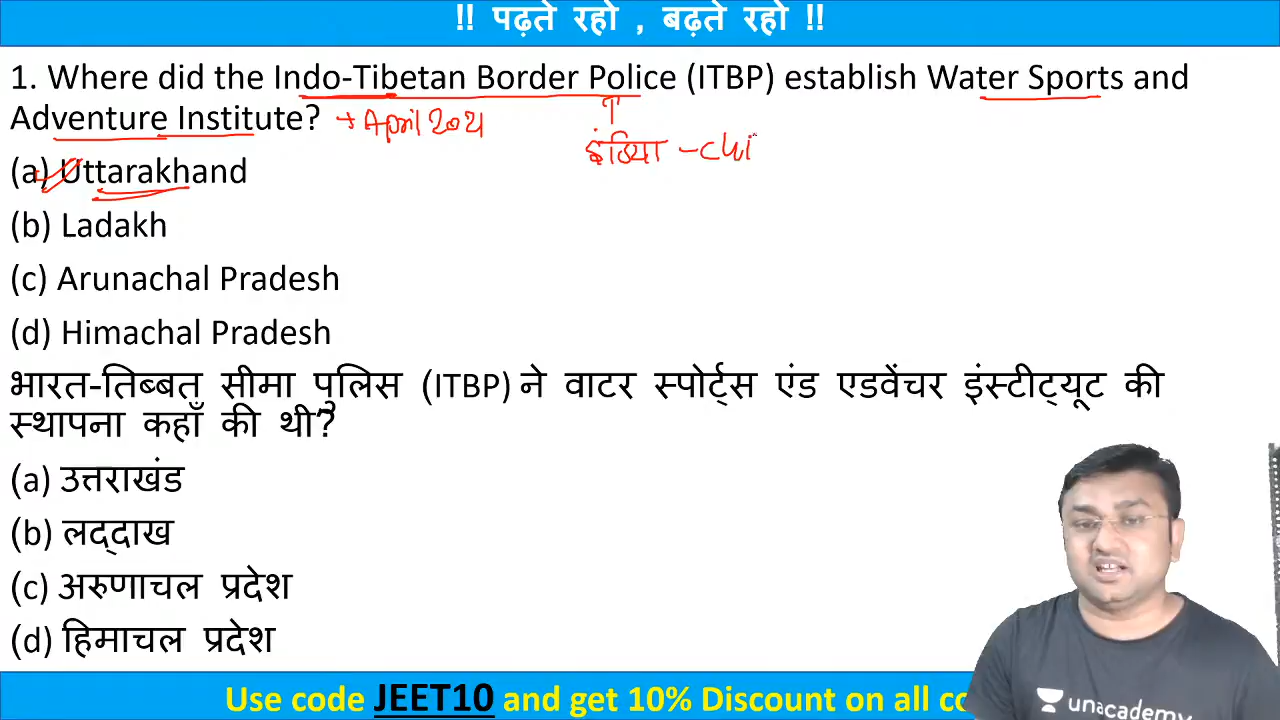 !! पढ़ते रहो , बढ़ते रहो !!
1. Where did the Indo-Tibetan Border Police (ITBP) establish Water Sports and
Adventure Institute? → April 2021
इंडिया - chi
(a) Uttarakhand
(b) Ladakh
(c) Arunachal Pradesh
(d) Himachal Pradesh
भारत-तिब्बत सीमा पुलिस (ITBP) ने वाटर स्पोर्ट्स एंड एडवेंचर इंस्टीट्यूट की
स्थापना कहाँ की थी?
(a) उत्तराखंड
(b) लद्दाख
(c) अरुणाचल प्रदेश
(d) हिमाचल प्रदेश
unacademy
Use code JEET10 and get 10% Discount on all co